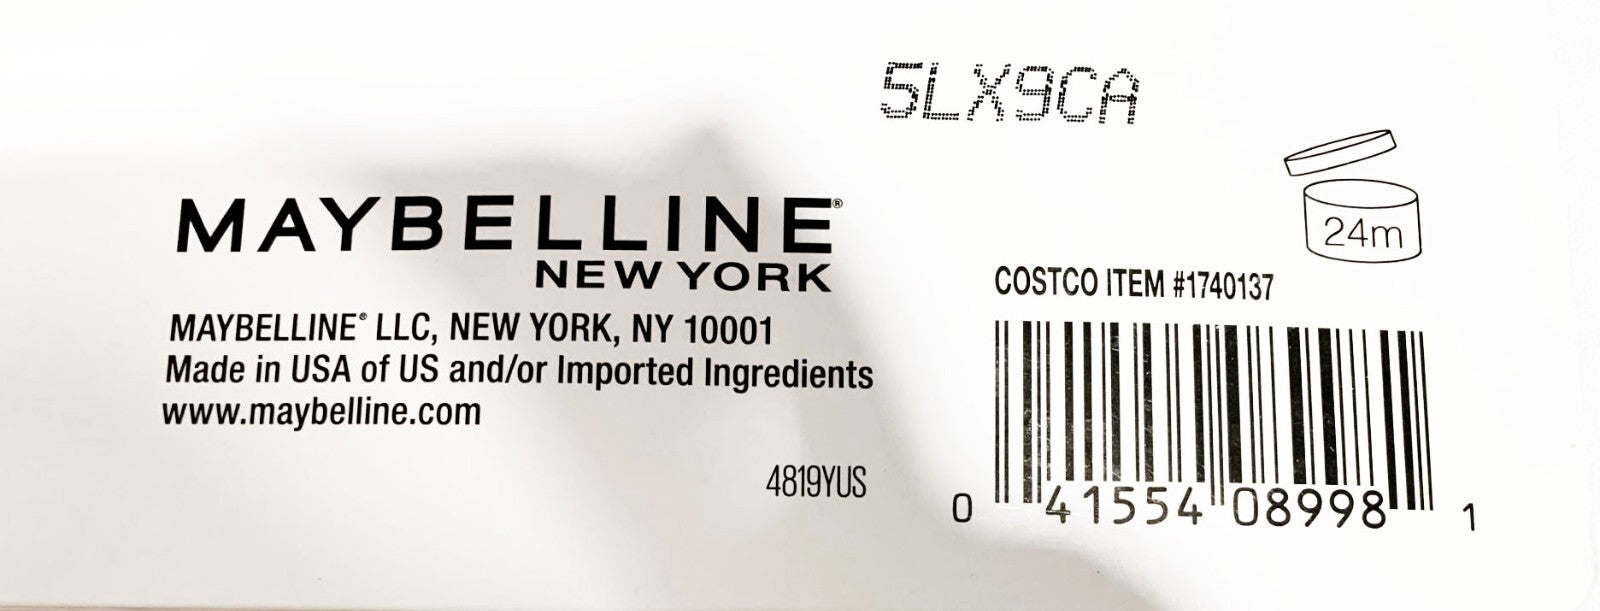 5LX9CA
MAYBELLINE®
NEW YORK
MAYBELLINE® LLC, NEW YORK, NY 10001
Made in USA of US and/or Imported Ingredients
www.maybelline.com
4819YUS
24m
COSTCO ITEM #1740137
0 41554 08998 1